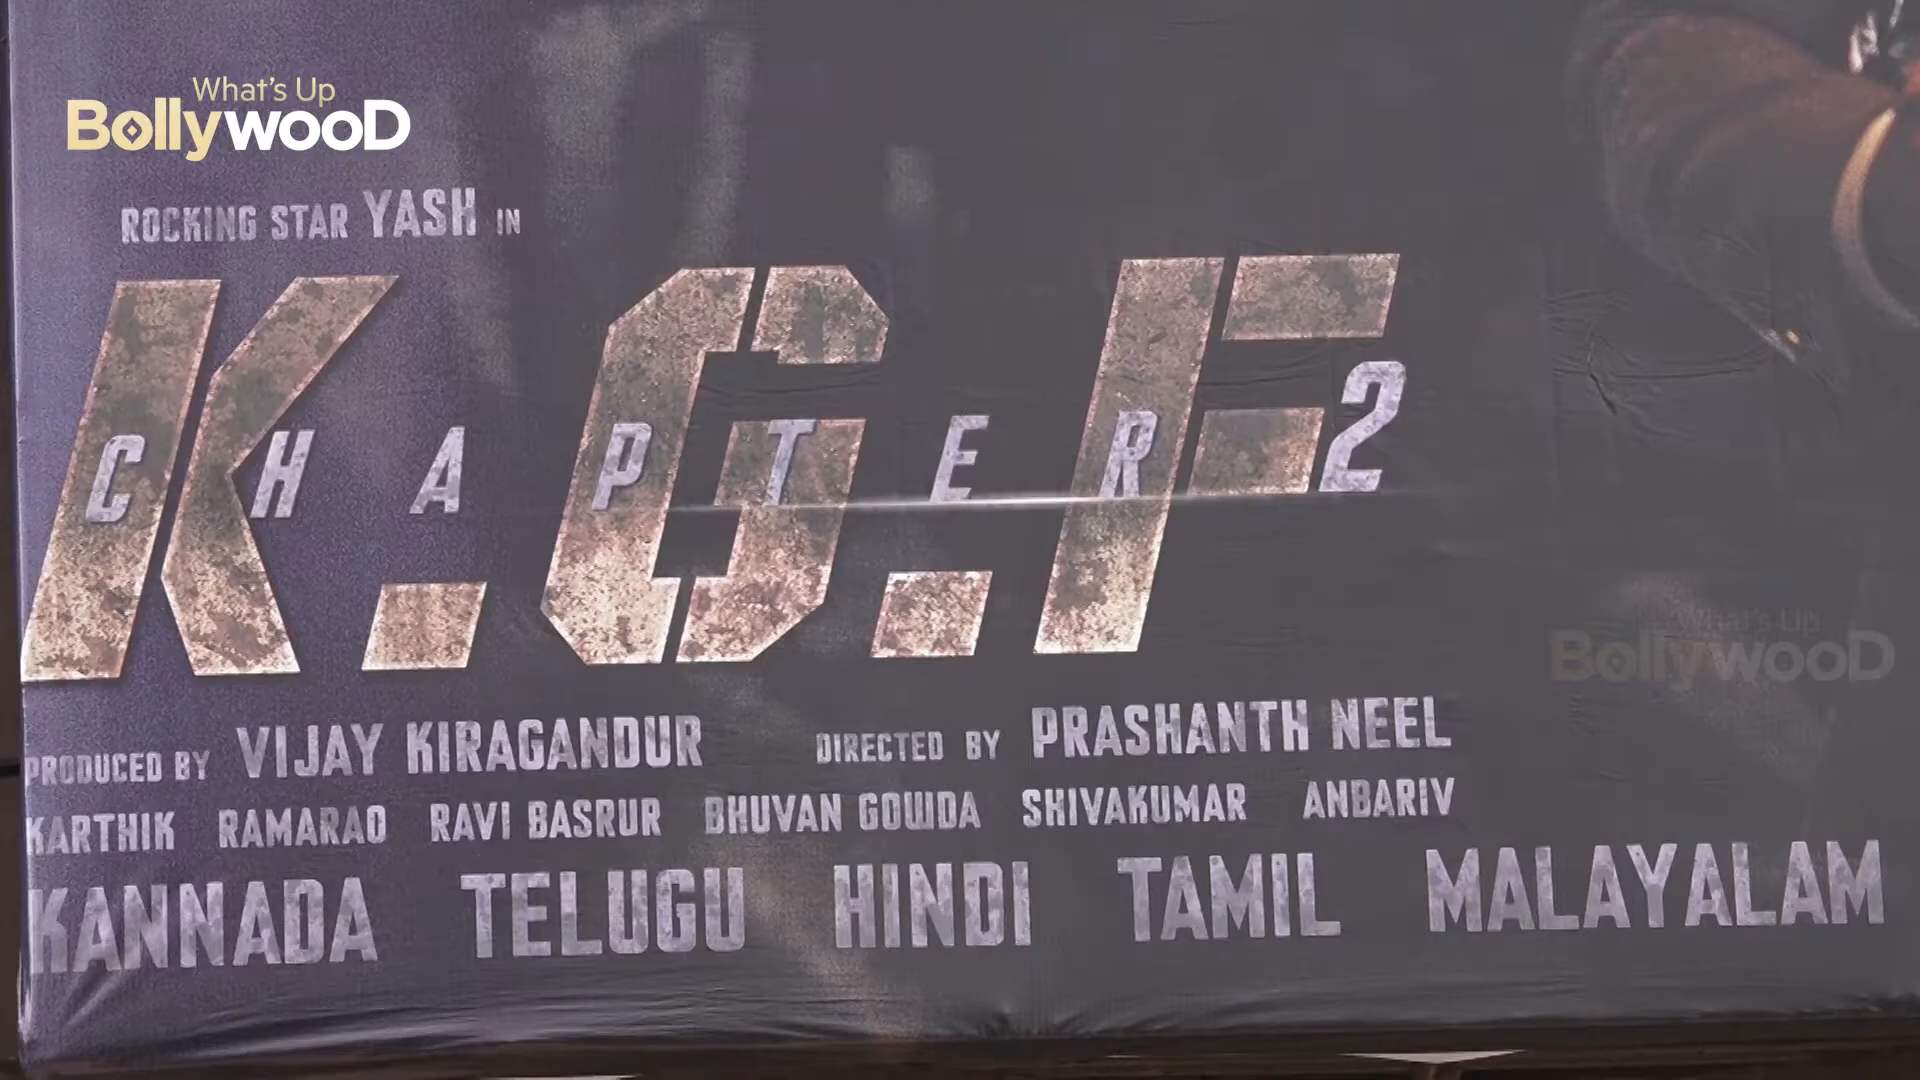 What's Up
BollywooD
ROCKING STAR YASH IN
K.G.F
CHAPTER 2
PRODUCED BY VIJAY KIRAGANDUR DIRECTED BY PRASHANTH NEEL
KARTHIK RAMARAO RAVI BASRUR BHUVAN GOWDA SHIVAKUMAR ANBARIV
KANNADA TELUGU HINDI TAMIL MALAYALAM
What's Up
BollywooD